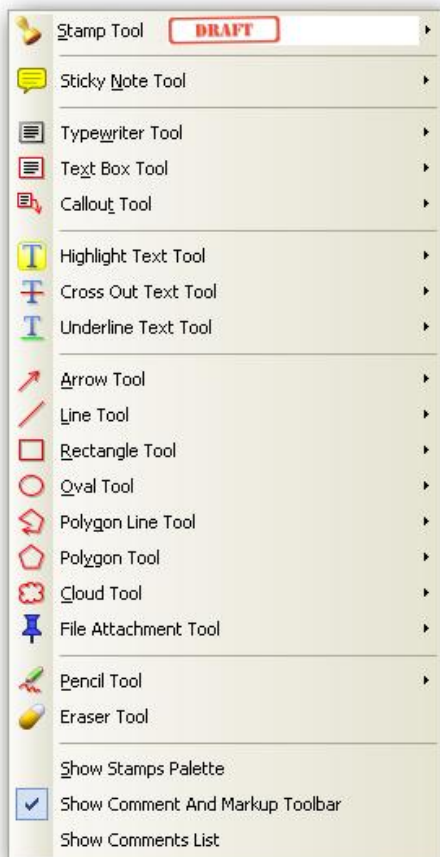 Stamp Tool DRAFT
Sticky Note Tool
Typewriter Tool
Text Box Tool
Callout Tool
Highlight Text Tool
Cross Out Text Tool
Underline Text Tool
Arrow Tool
Line Tool
Rectangle Tool
Oval Tool
Polygon Line Tool
Polygon Tool
Cloud Tool
File Attachment Tool
Pencil Tool
Eraser Tool
Show Stamps Palette
Show Comment And Markup Toolbar
Show Comments List